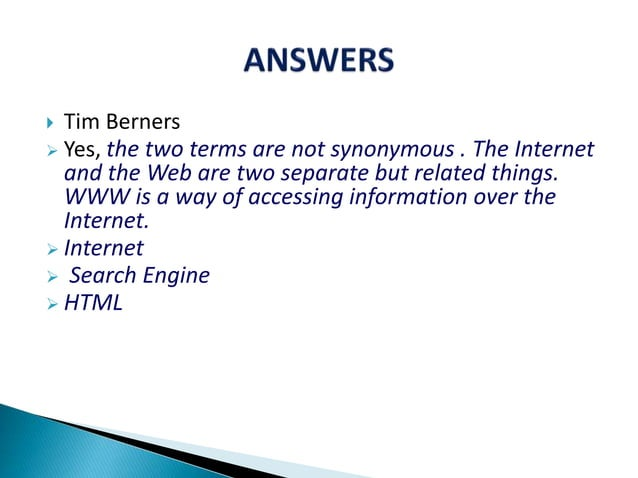 ANSWERS
Tim Berners
Yes, the two terms are not synonymous . The Internet
and the Web are two separate but related things.
WWW is a way of accessing information over the
Internet.
Internet
Search Engine
HTML